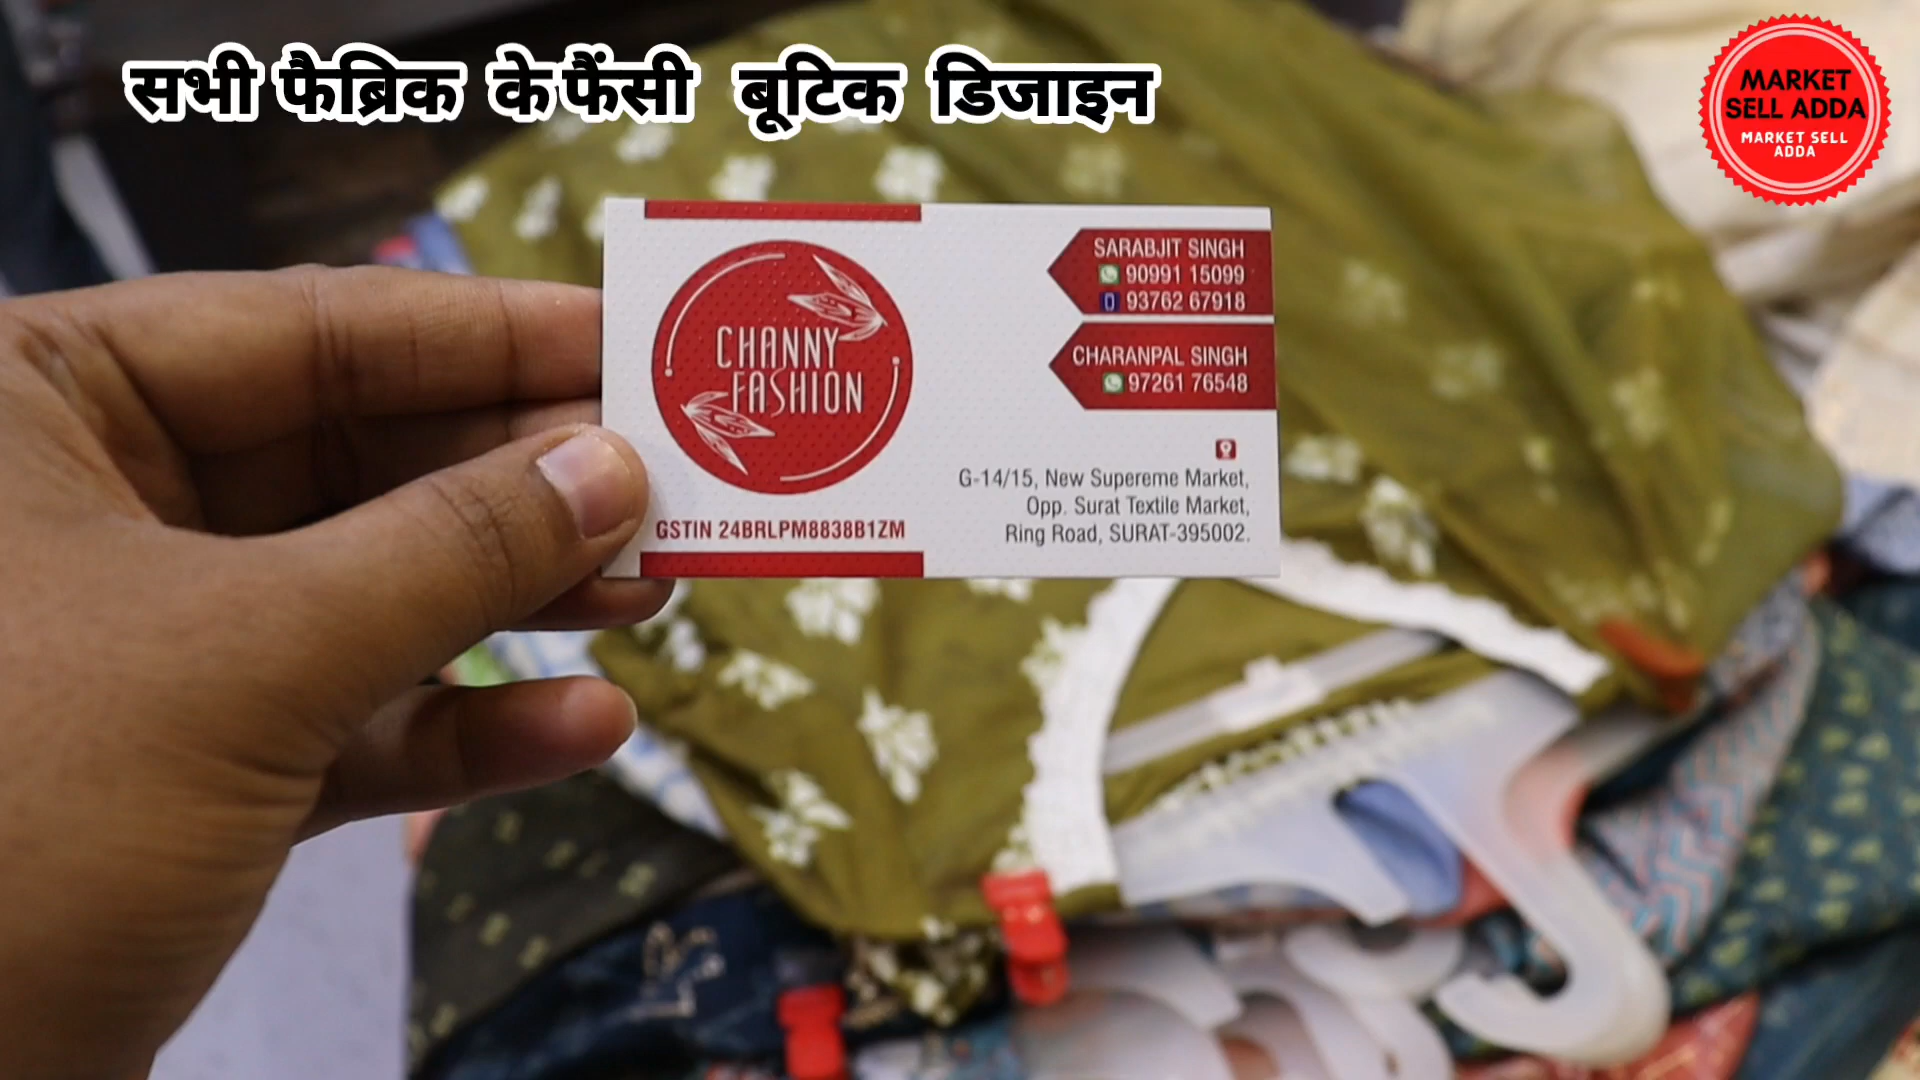 सभी फैब्रिक के फैंसी बूटिक डिजाइन
MARKET
SELL ADDA
MARKET SELL
ADDA
CHANNY
FASHION
GSTIN 24BRLPM8838B1ZM
SARABJIT SINGH
90991 15099
93762 67918
CHARANPAL SINGH
97261 76548
G-14/15, New Supereme Market,
Opp. Surat Textile Market,
Ring Road, SURAT-395002.